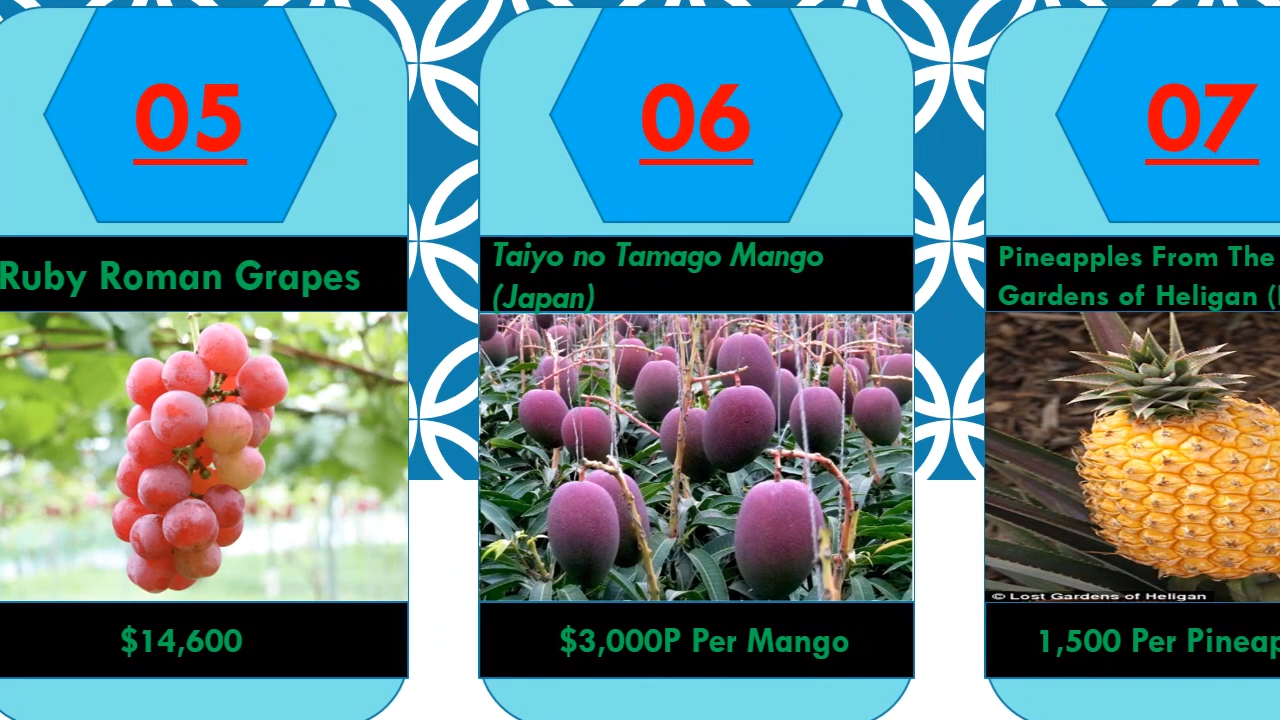 05
Ruby Roman Grapes
$14,600
06
Taiyo no Tamago Mango
(Japan)
$3,000P Per Mango
07
Pineapples From The
Gardens of Heligan
© Lost Gardens of Heligan
1,500 Per